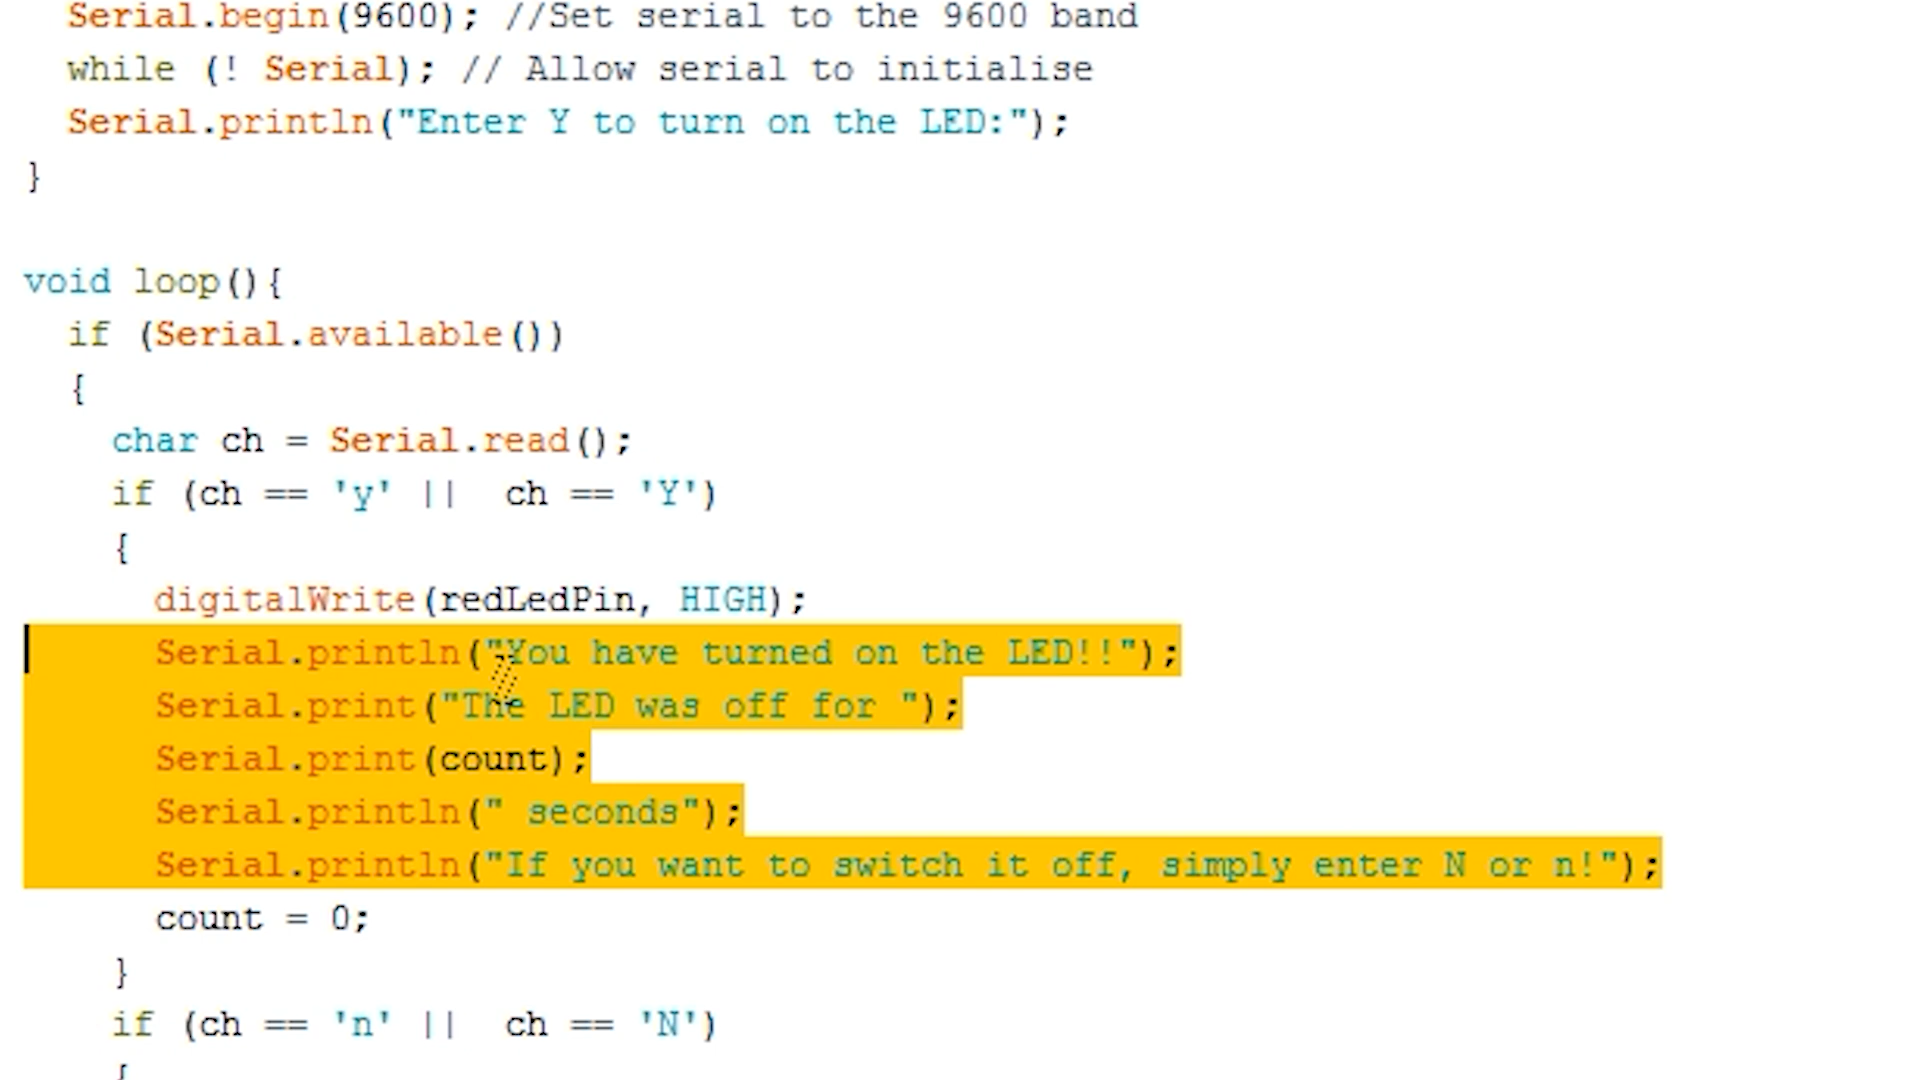 Serial.begin(9600); //Set serial to the 9600 band
while (! Serial); // Allow serial to initialise
Serial.println("Enter Y to turn on the LED:");
}
void loop(){
if (Serial.available())
{
char ch = Serial.read();
if (ch == 'y' ||  ch == 'Y')
{
digitalWrite(redLedPin, HIGH);
Serial.println("You have turned on the LED!!");
Serial.print("The LED was off for ");
Serial.print(count);
Serial.println(" seconds");
Serial.println("If you want to switch it off, simply enter N or n!");
count = 0;
}
if (ch == 'n' ||  ch == 'N')
{